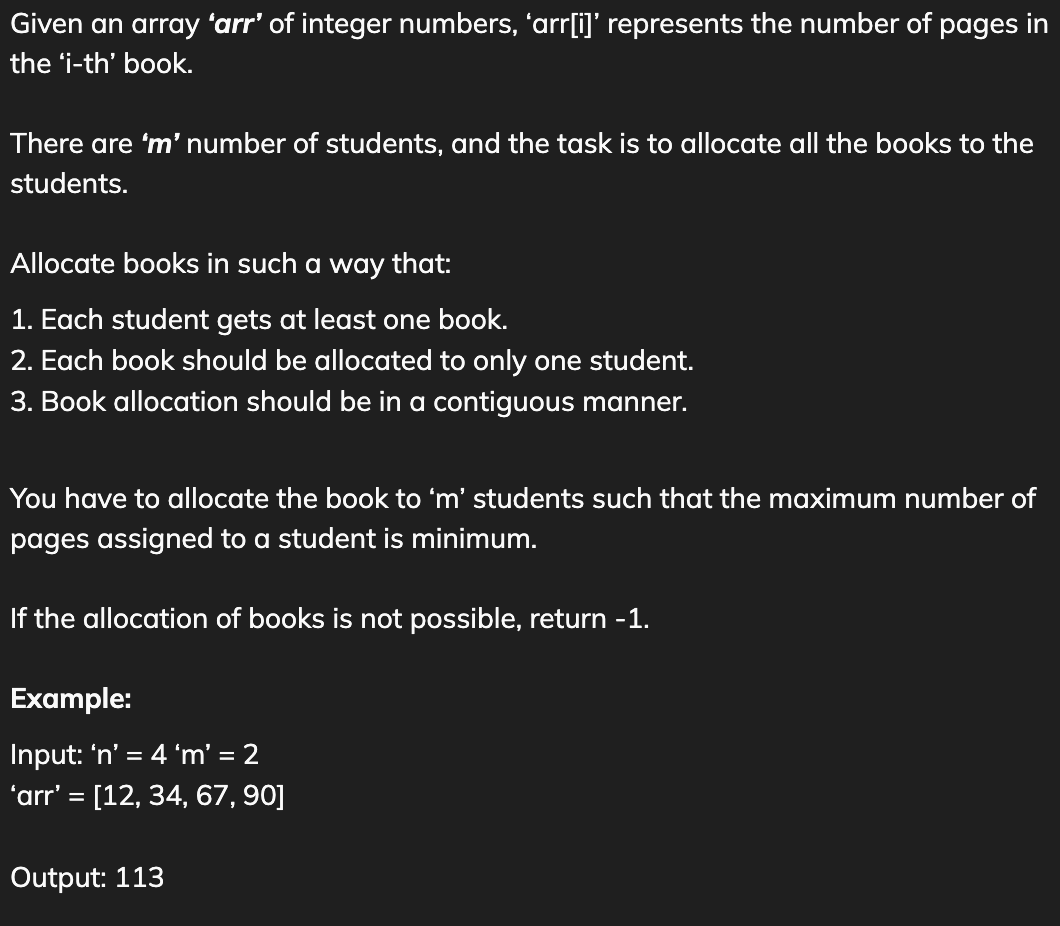 Given an array ‘arr’ of integer numbers, ‘arr[i]’ represents the number of pages in
the ‘i-th’ book.
There are ‘m’ number of students, and the task is to allocate all the books to the
students.
Allocate books in such a way that:
1. Each student gets at least one book.
2. Each book should be allocated to only one student.
3. Book allocation should be in a contiguous manner.
You have to allocate the book to ‘m’ students such that the maximum number of
pages assigned to a student is minimum.
If the allocation of books is not possible, return -1.
Example:
Input: ‘n’ = 4 ‘m’ = 2
‘arr’ = [12, 34, 67, 90]
Output: 113